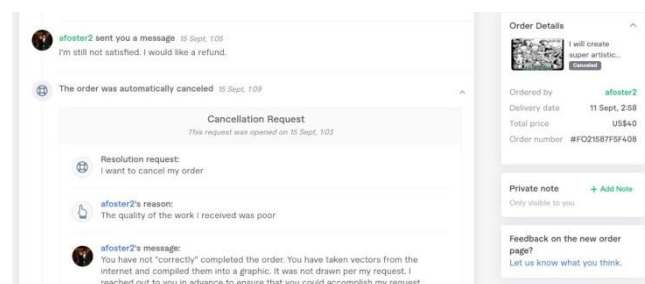 afoster2 sent you a message 15 Sept, 1:05
I'm still not satisfied. I would like a refund.
The order was automatically canceled 15 Sept, 1:09
Cancellation Request
This request was opened on 15 Sept, 1:03
Resolution request:
I want to cancel my order
afoster2's reason:
The quality of the work I received was poor
afoster2's message:
You have not "correctly" completed the order. You have taken vectors from the
internet and compiled them into a graphic. It was not drawn per my request. I
reached out to you in advance to ensure that you could accomplish my request
Order Details
I will create
super artistic...
Canceled
Ordered by afoster2
Delivery date 11 Sept, 2:58
Total price US$40
Order number #FO21587F5F408
Private note + Add Note
Only visible to you
Feedback on the new order
page?
Let us know what you think.